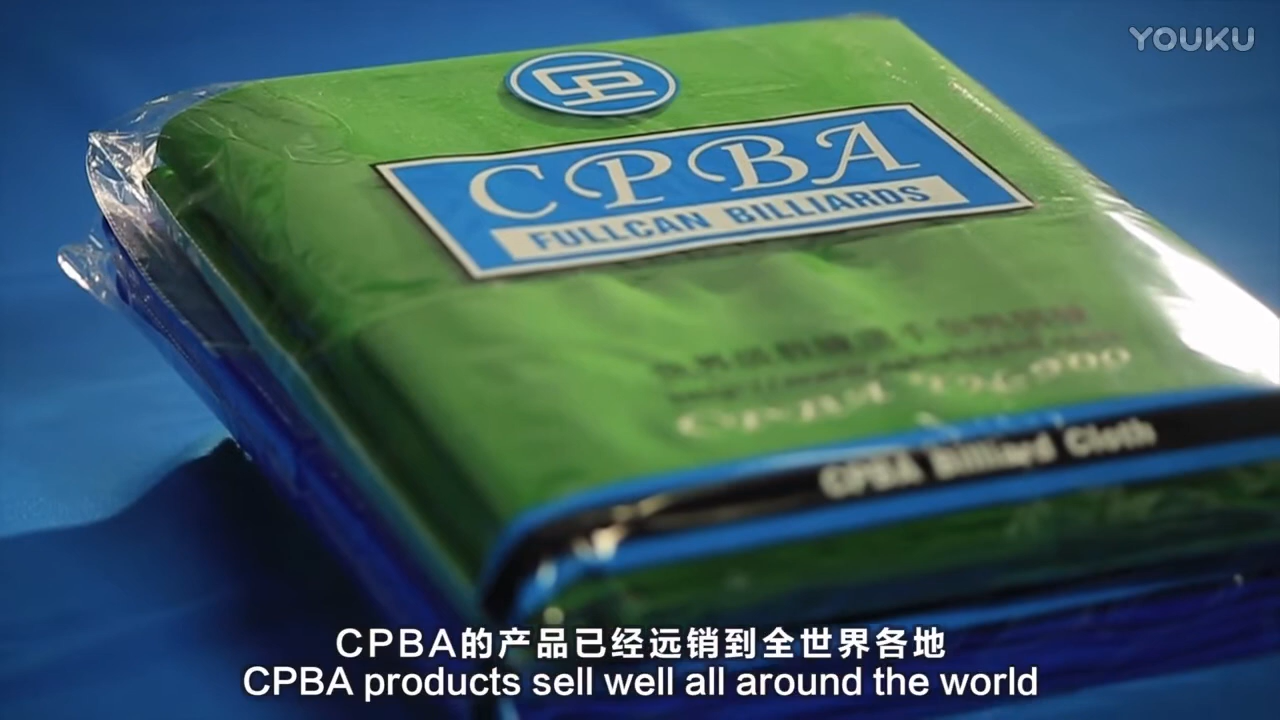 YOUKU
CPBA
FULLCAN BILLIARDS
CPBA Billiard Cloth
CPBA的产品已经远销到全世界各地
CPBA products sell well all around the world